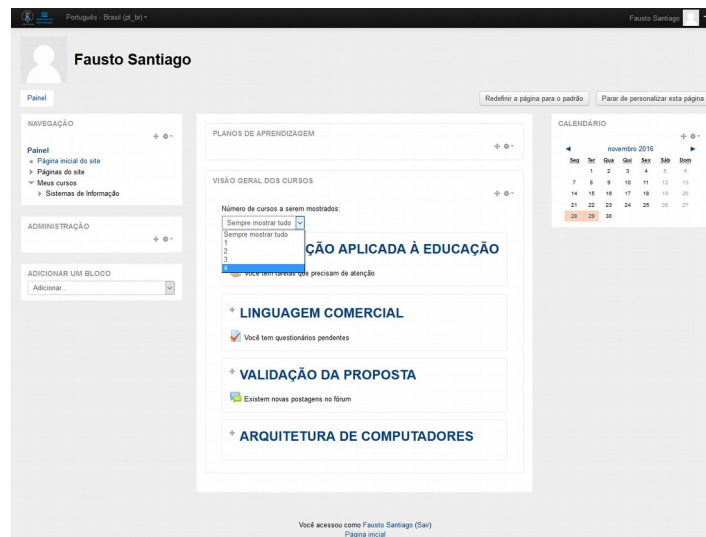 Português - Brasil (pt_br)
Fausto Santiago
Fausto Santiago
Painel
Redefinir a página para o padrão
Parar de personalizar esta página
NAVEGAÇÃO
Painel
Página inicial do site
Páginas do site
Meus cursos
Sistemas de Informação
ADMINISTRAÇÃO
ADICIONAR UM BLOCO
Adicionar...
PLANOS DE APRENDIZAGEM
VISÃO GERAL DOS CURSOS
Número de cursos a serem mostrados:
Sempre mostrar tudo
Sempre mostrar tudo
1
2
3
4
ÇÃO APLICADA À EDUCAÇÃO
Você tem tarefas que precisam de atenção
LINGUAGEM COMERCIAL
Você tem questionários pendentes
VALIDAÇÃO DA PROPOSTA
Existem novas postagens no fórum
ARQUITETURA DE COMPUTADORES
CALENDÁRIO
novembro 2016
Seg Ter Qua Qui Sex Sáb Dom
1 2 3 4 5 6
7 8 9 10 11 12 13
14 15 16 17 18 19 20
21 22 23 24 25 26 27
28 29 30
Você acessou como Fausto Santiago (Sair)
Página inicial